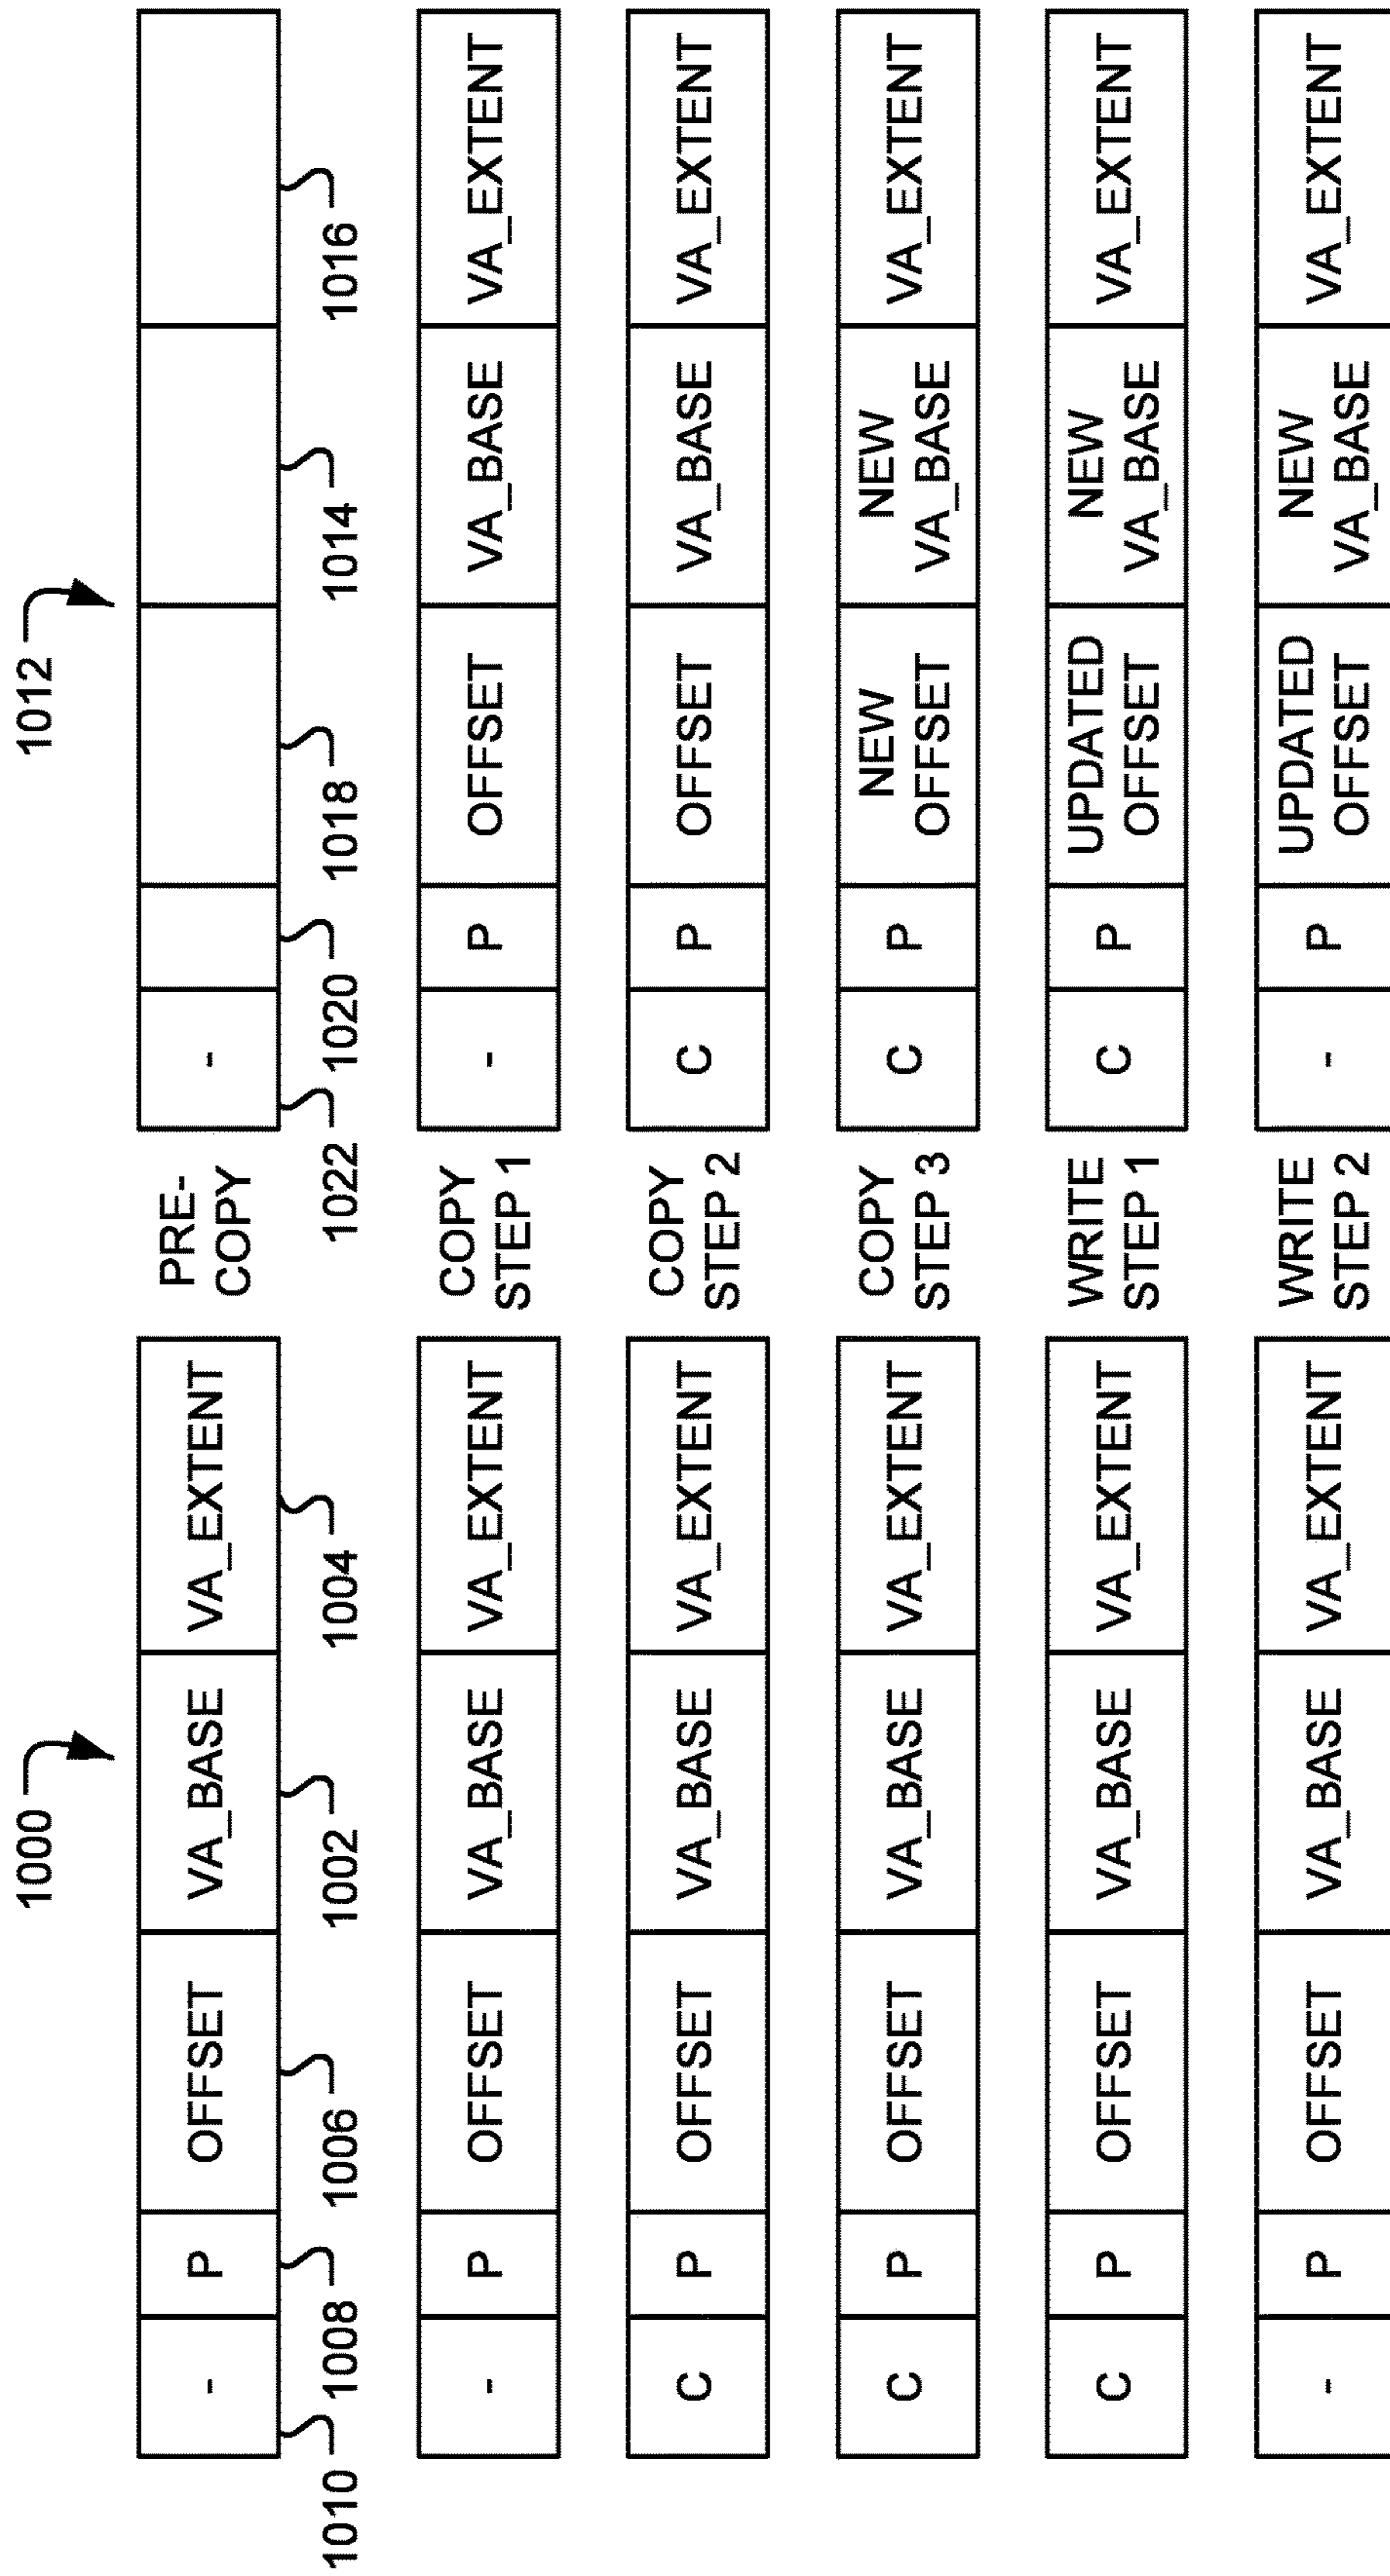 1000
1012
-
P
OFFSET
VA_BASE
VA_EXTENT
PRE-
COPY
-
1010
1008
1006
1002
1004
1022
1020
1018
1014
1016
-
P
OFFSET
VA_BASE
VA_EXTENT
COPY
STEP 1
-
P
OFFSET
VA_BASE
VA_EXTENT
C
P
OFFSET
VA_BASE
VA_EXTENT
COPY
STEP 2
C
P
OFFSET
VA_BASE
VA_EXTENT
C
P
OFFSET
VA_BASE
VA_EXTENT
COPY
STEP 3
C
P
NEW
OFFSET
NEW
VA_BASE
VA_EXTENT
C
P
OFFSET
VA_BASE
VA_EXTENT
WRITE
STEP 1
C
P
UPDATED
OFFSET
NEW
VA_BASE
VA_EXTENT
-
P
OFFSET
VA_BASE
VA_EXTENT
WRITE
STEP 2
-
P
UPDATED
OFFSET
NEW
VA_BASE
VA_EXTENT